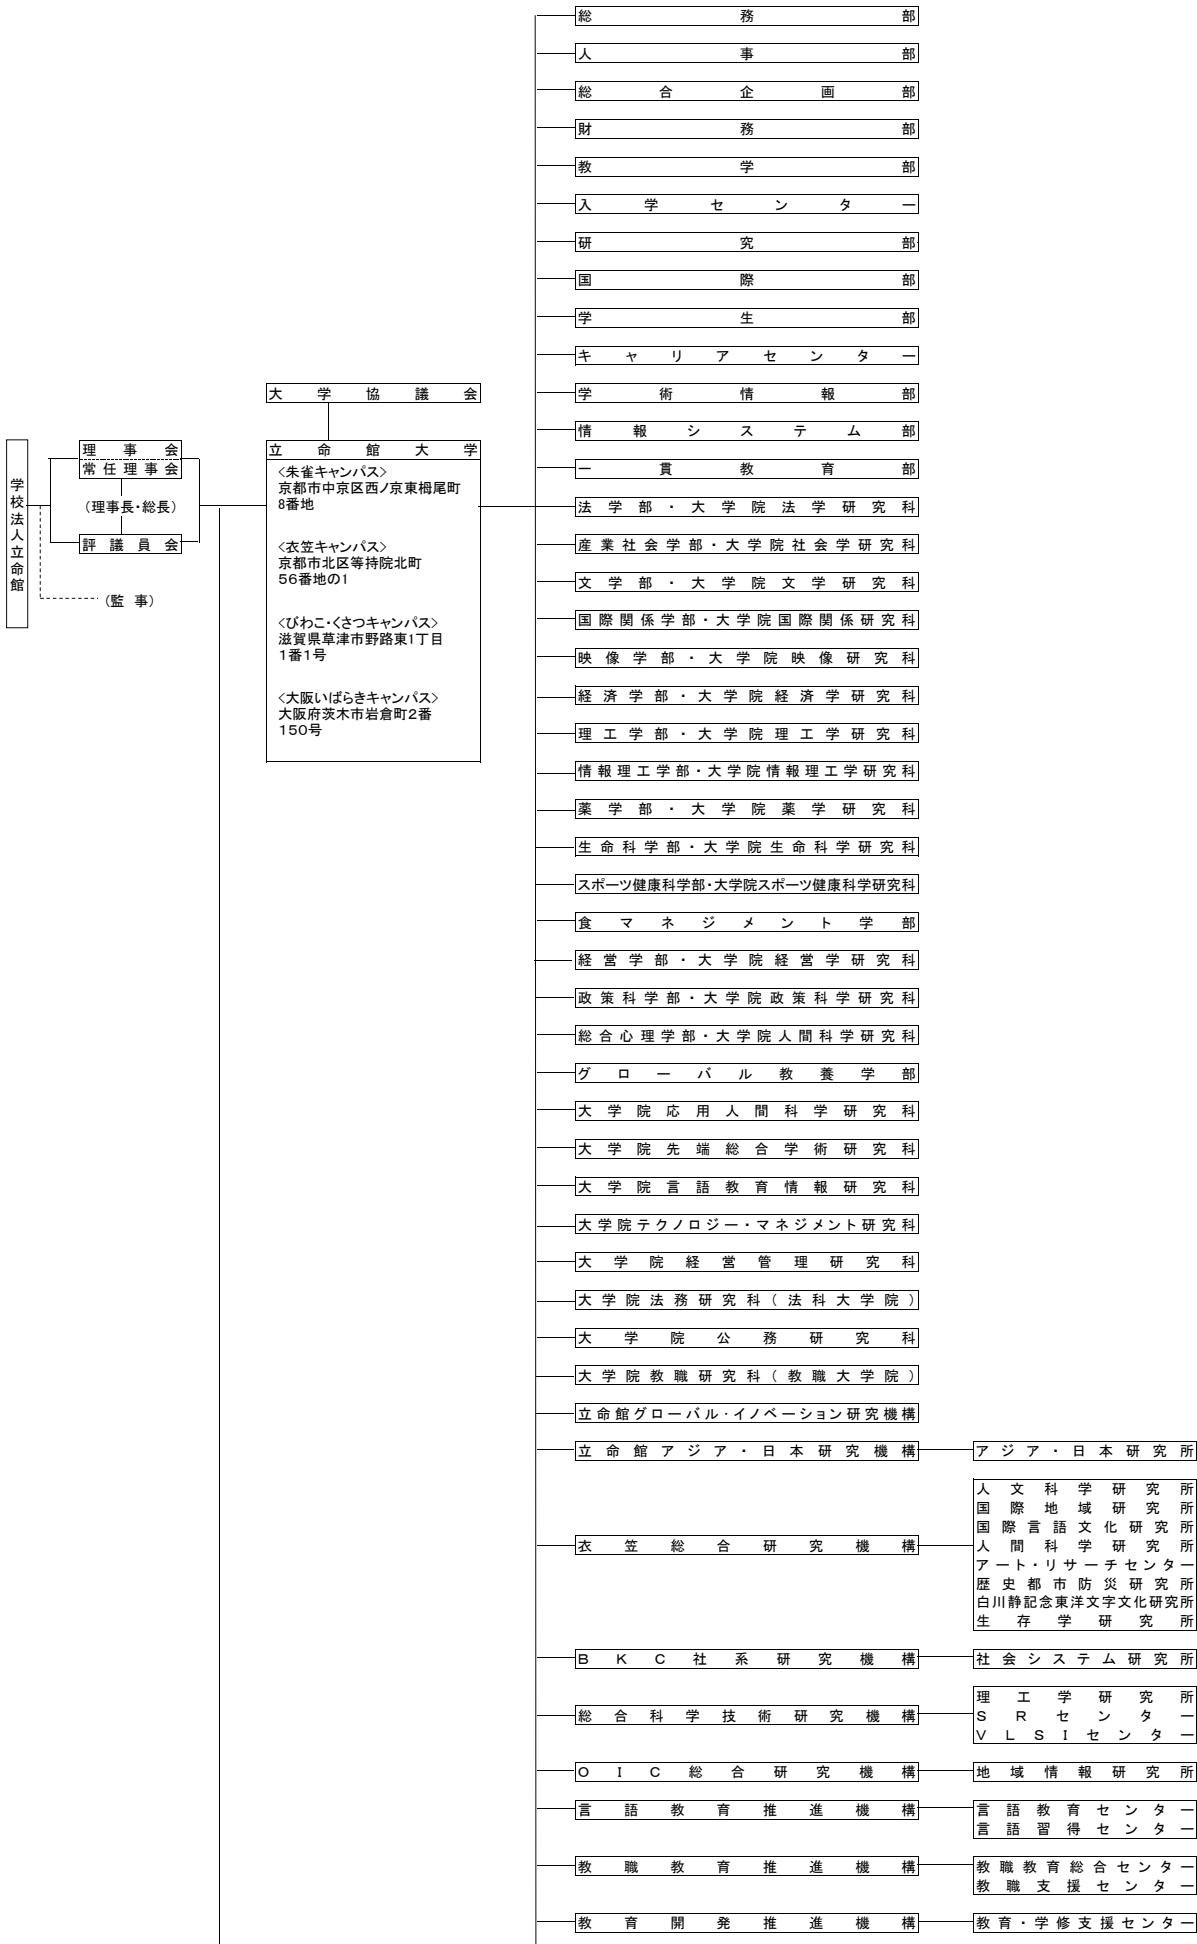 学校法人立命館
理事会
常任理事会
(理事長・総長)
評議員会
(監 事)
大学協議会
立命館大学
<朱雀キャンパス>
京都市中京区西ノ京東栂尾町
8番地
<衣笠キャンパス>
京都市北区等持院北町
56番地の1
<びわこ・くさつキャンパス>
滋賀県草津市野路東1丁目
1番1号
<大阪いばらきキャンパス>
大阪府茨木市岩倉町2番
150号
総務部
人事部
総合企画部
財務部
教学部
入学センター
研究部
国際部
学生部
キャリアセンター
学術情報部
情報システム部
一貫教育部
法学部・大学院法学研究科
産業社会学部・大学院社会学研究科
文学部・大学院文学研究科
国際関係学部・大学院国際関係研究科
映像学部・大学院映像研究科
経済学部・大学院経済学研究科
理工学部・大学院理工学研究科
情報理工学部・大学院情報理工学研究科
薬学部・大学院薬学研究科
生命科学部・大学院生命科学研究科
スポーツ健康科学部・大学院スポーツ健康科学研究科
食マネジメント学部
経営学部・大学院経営学研究科
政策科学部・大学院政策科学研究科
総合心理学部・大学院人間科学研究科
グローバル教養学部
大学院応用人間科学研究科
大学院先端総合学術研究科
大学院言語教育情報研究科
大学院テクノロジー・マネジメント研究科
大学院経営管理研究科
大学院法務研究科(法科大学院)
大学院公務研究科
大学院教職研究科(教職大学院)
立命館グローバル・イノベーション研究機構
立命館アジア・日本研究機構
アジア・日本研究所
衣笠総合研究機構
人文科学研究所
国際地域研究所
国際言語文化研究所
人間科学研究所
アート・リサーチセンター
歴史都市防災研究所
白川静記念東洋文字文化研究所
生存学研究所
BKC社系研究機構
社会システム研究所
総合科学技術研究機構
理工学研究所
SRセンター
VLSIセンター
OIC総合研究機構
地域情報研究所
言語教育推進機構
言語教育センター
言語習得センター
教職教育推進機構
教職教育総合センター
教職支援センター
教育開発推進機構
教育・学修支援センター